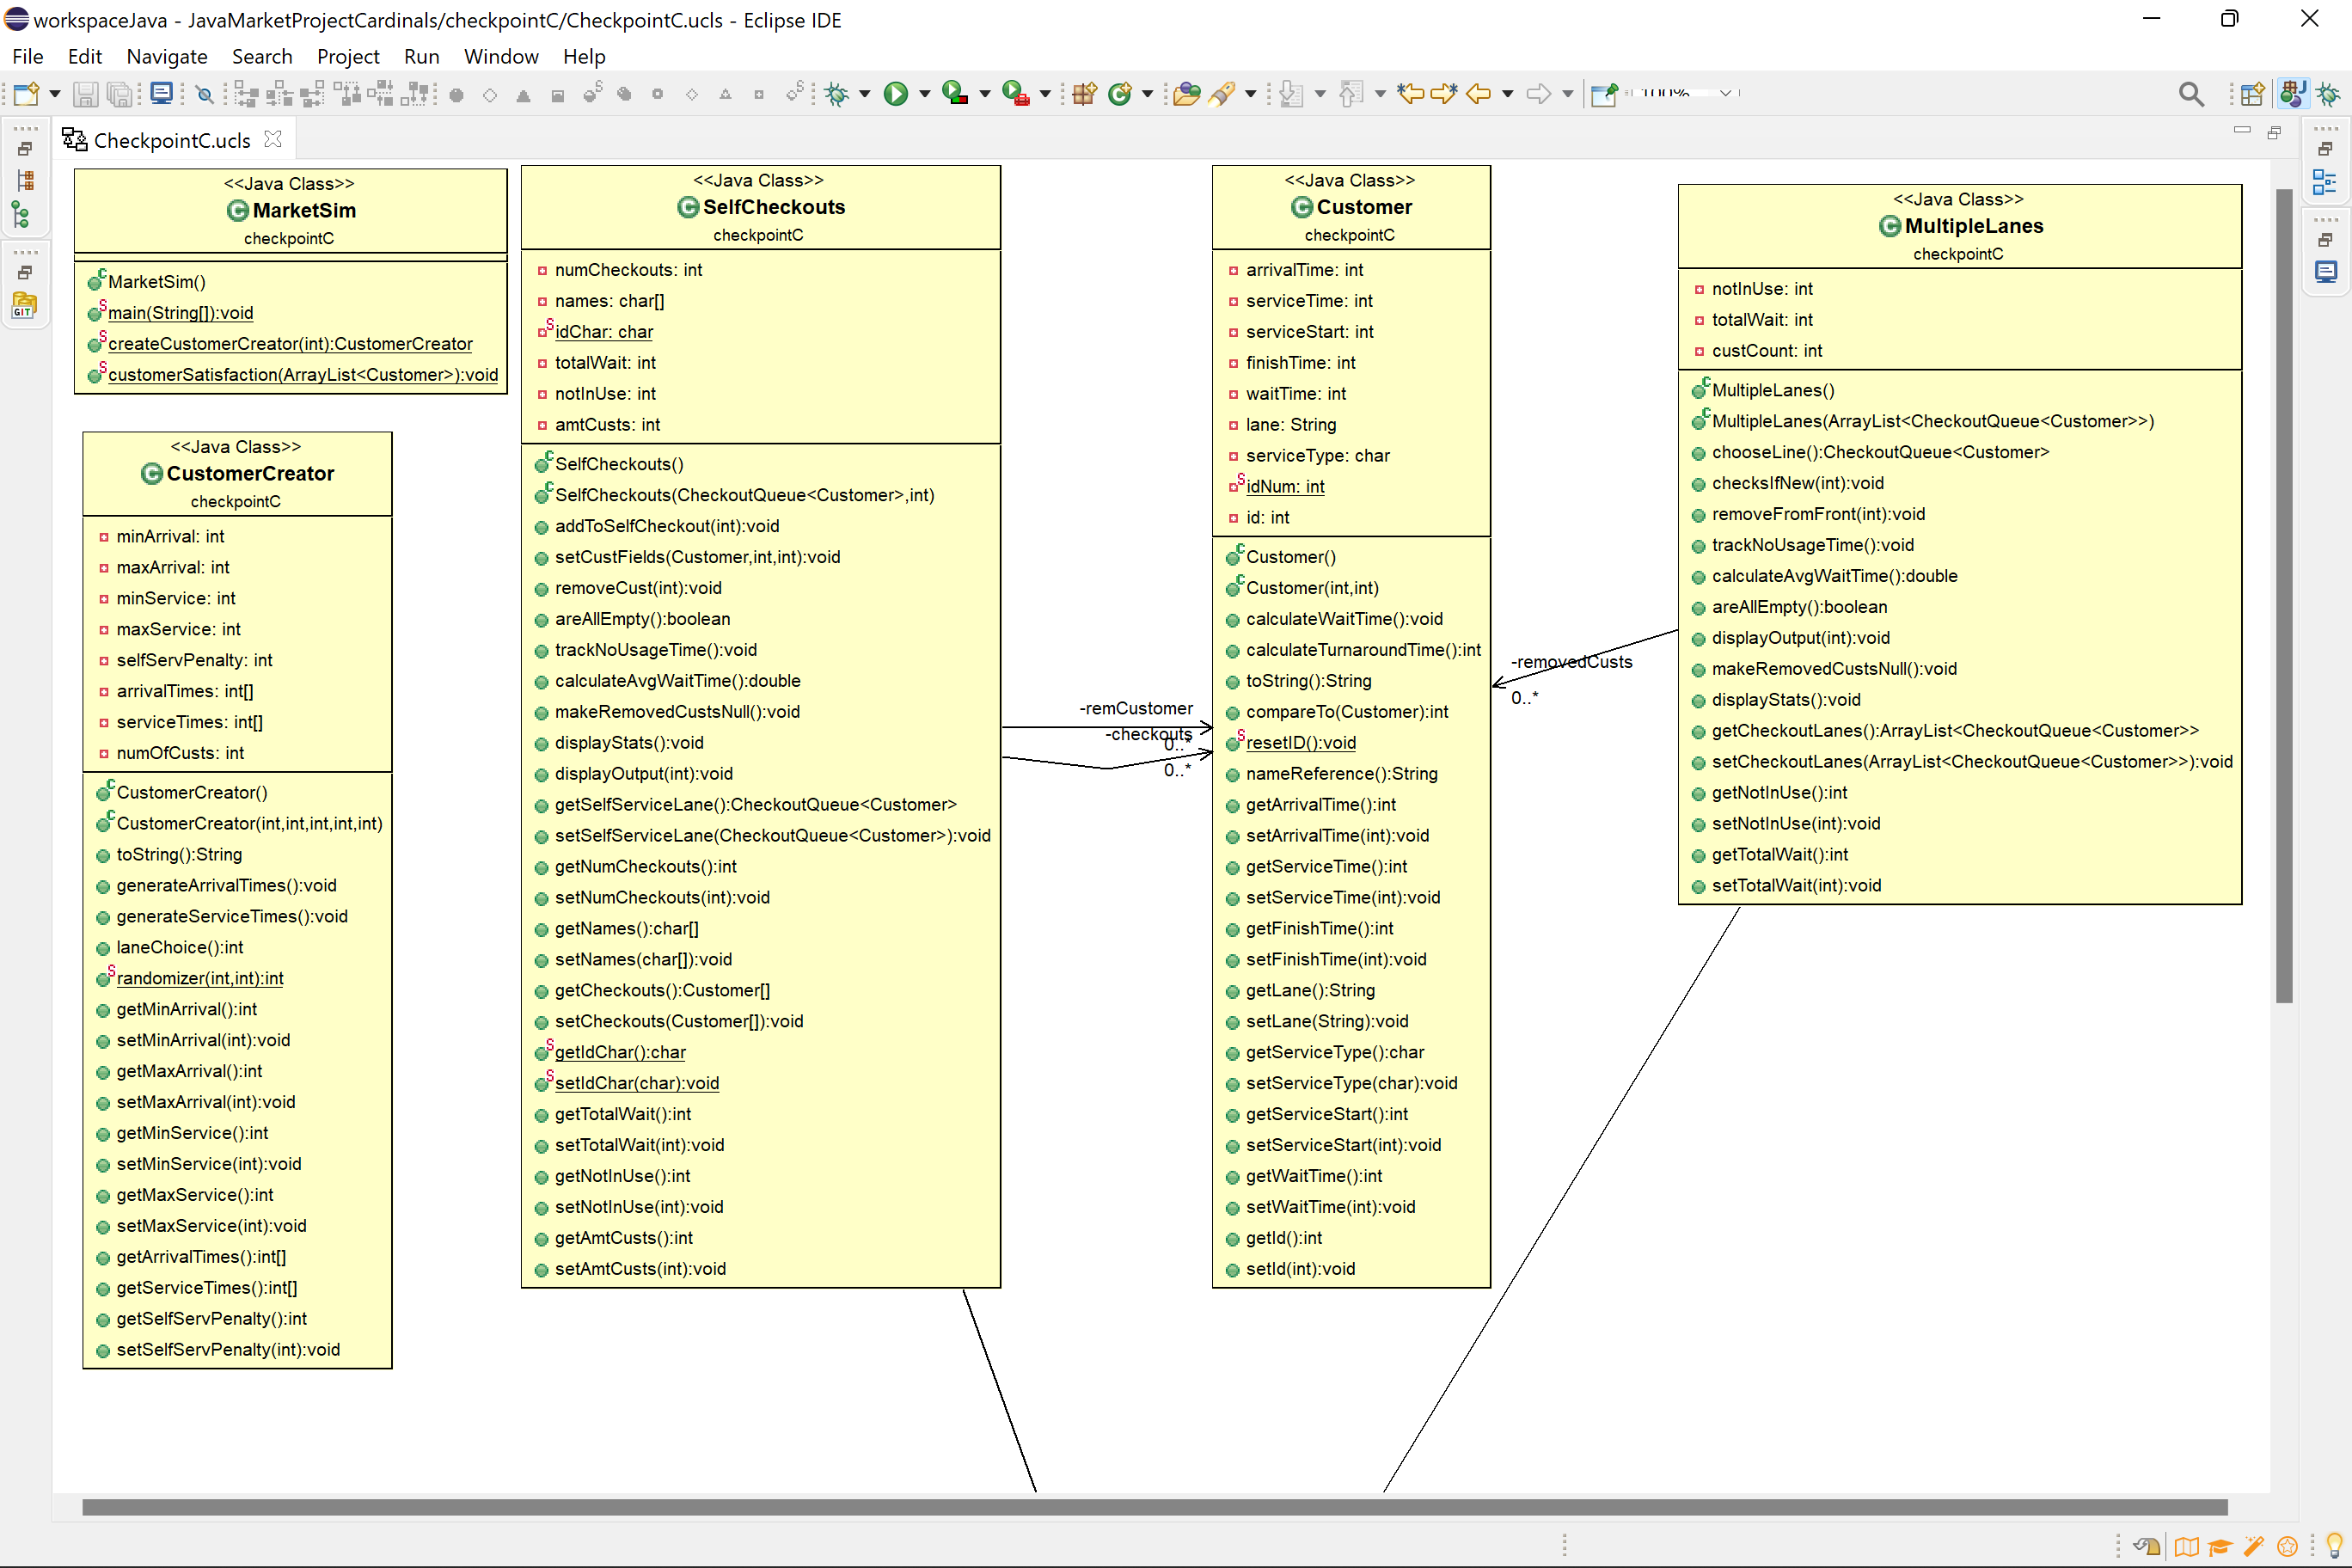 workspaceJava - JavaMarketProjectCardinals/checkpointC/CheckpointC.ucls - Eclipse IDE
File Edit Navigate Search Project Run Window Help
100%
CheckpointC.ucls
<<Java Class>>
MarketSim
checkpointC
MarketSim()
main(String[]):void
createCustomerCreator(int):CustomerCreator
customerSatisfaction(ArrayList<Customer>):void
<<Java Class>>
CustomerCreator
checkpointC
minArrival: int
maxArrival: int
minService: int
maxService: int
selfServPenalty: int
arrivalTimes: int[]
serviceTimes: int[]
numOfCusts: int
CustomerCreator()
CustomerCreator(int,int,int,int,int)
toString():String
generateArrivalTimes():void
generateServiceTimes():void
laneChoice():int
randomizer(int,int):int
getMinArrival():int
setMinArrival(int):void
getMaxArrival():int
setMaxArrival(int):void
getMinService():int
setMinService(int):void
getMaxService():int
setMaxService(int):void
getArrivalTimes():int[]
getServiceTimes():int[]
getSelfServPenalty():int
setSelfServPenalty(int):void
<<Java Class>>
SelfCheckouts
checkpointC
numCheckouts: int
names: char[]
idChar: char
totalWait: int
notInUse: int
amtCusts: int
SelfCheckouts()
SelfCheckouts(CheckoutQueue<Customer>,int)
addToSelfCheckout(int):void
setCustFields(Customer,int,int):void
removeCust(int):void
areAllEmpty():boolean
trackNoUsageTime():void
calculateAvgWaitTime():double
makeRemovedCustsNull():void
displayStats():void
displayOutput(int):void
getSelfServiceLane():CheckoutQueue<Customer>
setSelfServiceLane(CheckoutQueue<Customer>):void
getNumCheckouts():int
setNumCheckouts(int):void
getNames():char[]
setNames(char[]):void
getCheckouts():Customer[]
setCheckouts(Customer[]):void
getIdChar():char
setIdChar(char):void
getTotalWait():int
setTotalWait(int):void
getNotInUse():int
setNotInUse(int):void
getAmtCusts():int
setAmtCusts(int):void
-remCustomer
0..*
-checkouts
0..*
<<Java Class>>
Customer
checkpointC
arrivalTime: int
serviceTime: int
serviceStart: int
finishTime: int
waitTime: int
lane: String
serviceType: char
idNum: int
id: int
Customer()
Customer(int,int)
calculateWaitTime():void
calculateTurnaroundTime():int
toString():String
compareTo(Customer):int
resetID():void
nameReference():String
getArrivalTime():int
setArrivalTime(int):void
getServiceTime():int
setServiceTime(int):void
getFinishTime():int
setFinishTime(int):void
getLane():String
setLane(String):void
getServiceType():char
setServiceType(char):void
getServiceStart():int
setServiceStart(int):void
getWaitTime():int
setWaitTime(int):void
getId():int
setId(int):void
-removedCusts
0..*
<<Java Class>>
MultipleLanes
checkpointC
notInUse: int
totalWait: int
custCount: int
MultipleLanes()
MultipleLanes(ArrayList<CheckoutQueue<Customer>>)
chooseLine():CheckoutQueue<Customer>
checksIfNew(int):void
removeFromFront(int):void
trackNoUsageTime():void
calculateAvgWaitTime():double
areAllEmpty():boolean
displayOutput(int):void
makeRemovedCustsNull():void
displayStats():void
getCheckoutLanes():ArrayList<CheckoutQueue<Customer>>
setCheckoutLanes(ArrayList<CheckoutQueue<Customer>>):void
getNotInUse():int
setNotInUse(int):void
getTotalWait():int
setTotalWait(int):void